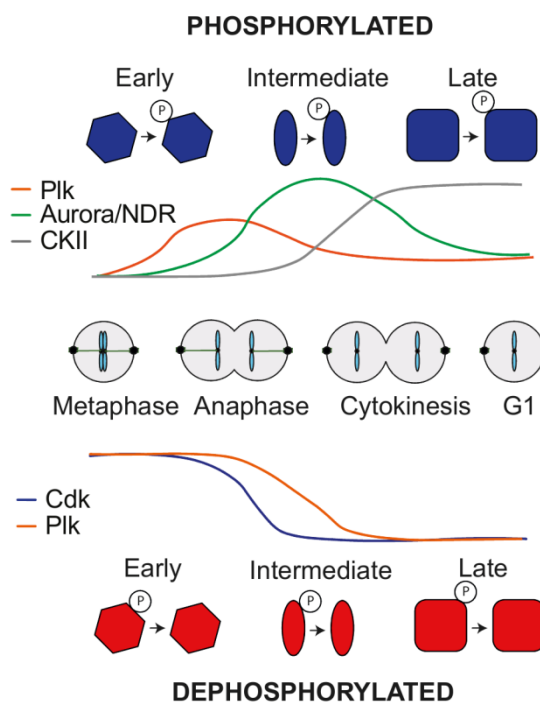 PHOSPHORYLATED
Early Intermediate Late
P P P
Plk
Aurora/NDR
CKII
Metaphase Anaphase Cytokinesis G1
Cdk
Plk
Early Intermediate Late
P P P
DEPHOSPHORYLATED